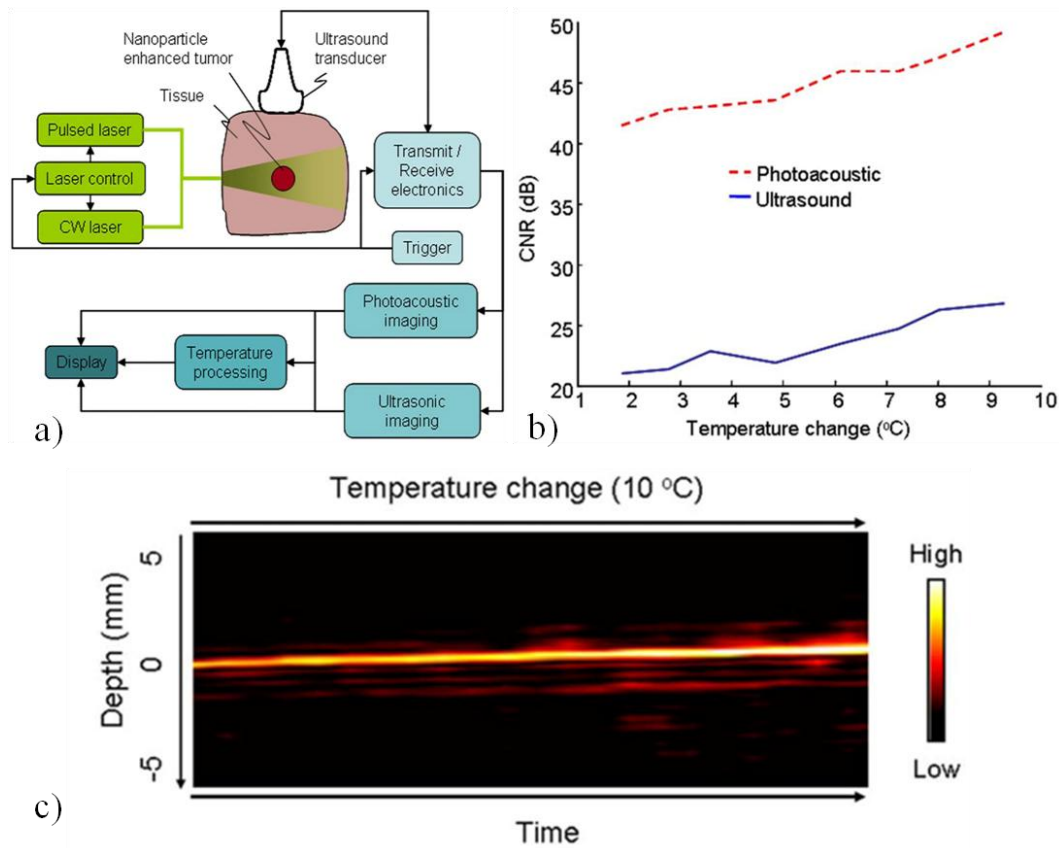 Nanoparticle
enhanced tumor
Ultrasound
transducer
Tissue
Pulsed laser
Laser control
CW laser
Transmit /
Receive
electronics
Trigger
Photoacoustic
imaging
Display
Temperature
processing
Ultrasonic
imaging
a)
50
45
40
35
30
25
20
CNR (dB)
Photoacoustic
Ultrasound
1 2 3 4 5 6 7 8 9 10
Temperature change (°C)
b)
Temperature change (10 °C)
5
0
-5
Depth (mm)
High
Low
Time
c)